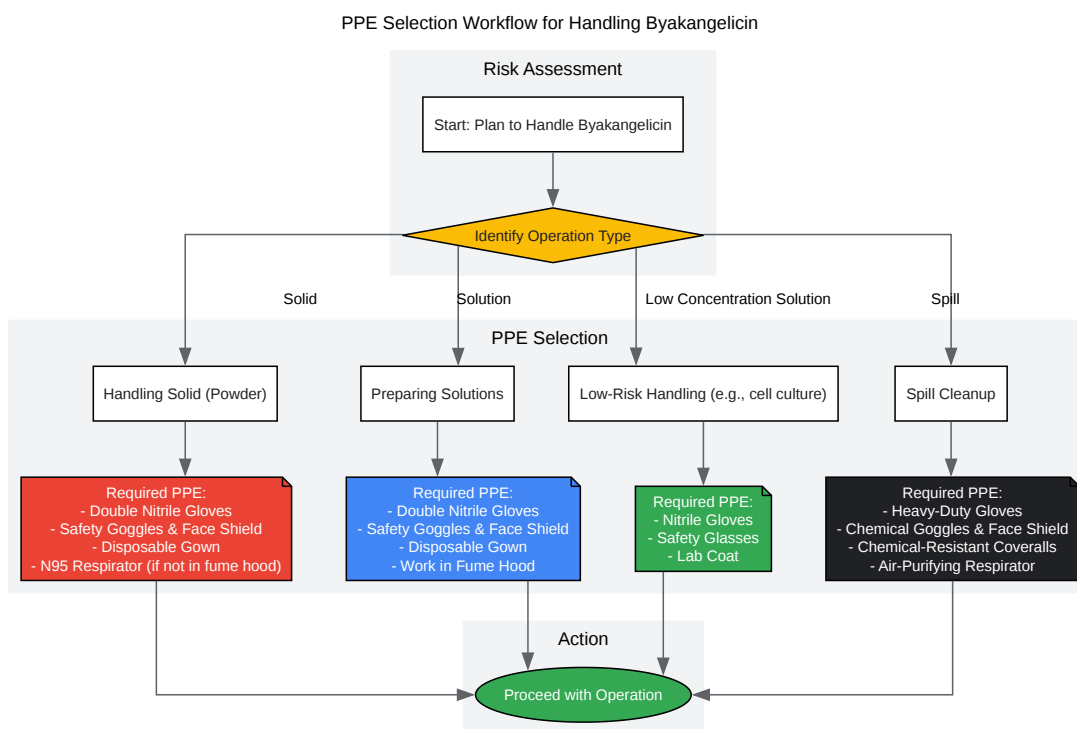 PPE Selection Workflow for Handling Byakangelicin
Risk Assessment
Start: Plan to Handle Byakangelicin
Identify Operation Type
Solid
Solution
Low Concentration Solution
Spill
PPE Selection
Handling Solid (Powder)
Preparing Solutions
Low-Risk Handling (e.g., cell culture)
Spill Cleanup
Required PPE:
- Double Nitrile Gloves
- Safety Goggles & Face Shield
- Disposable Gown
- N95 Respirator (if not in fume hood)
Required PPE:
- Double Nitrile Gloves
- Safety Goggles & Face Shield
- Disposable Gown
- Work in Fume Hood
Required PPE:
- Nitrile Gloves
- Safety Glasses
- Lab Coat
Required PPE:
- Heavy-Duty Gloves
- Chemical Goggles & Face Shield
- Chemical-Resistant Coveralls
- Air-Purifying Respirator
Action
Proceed with Operation